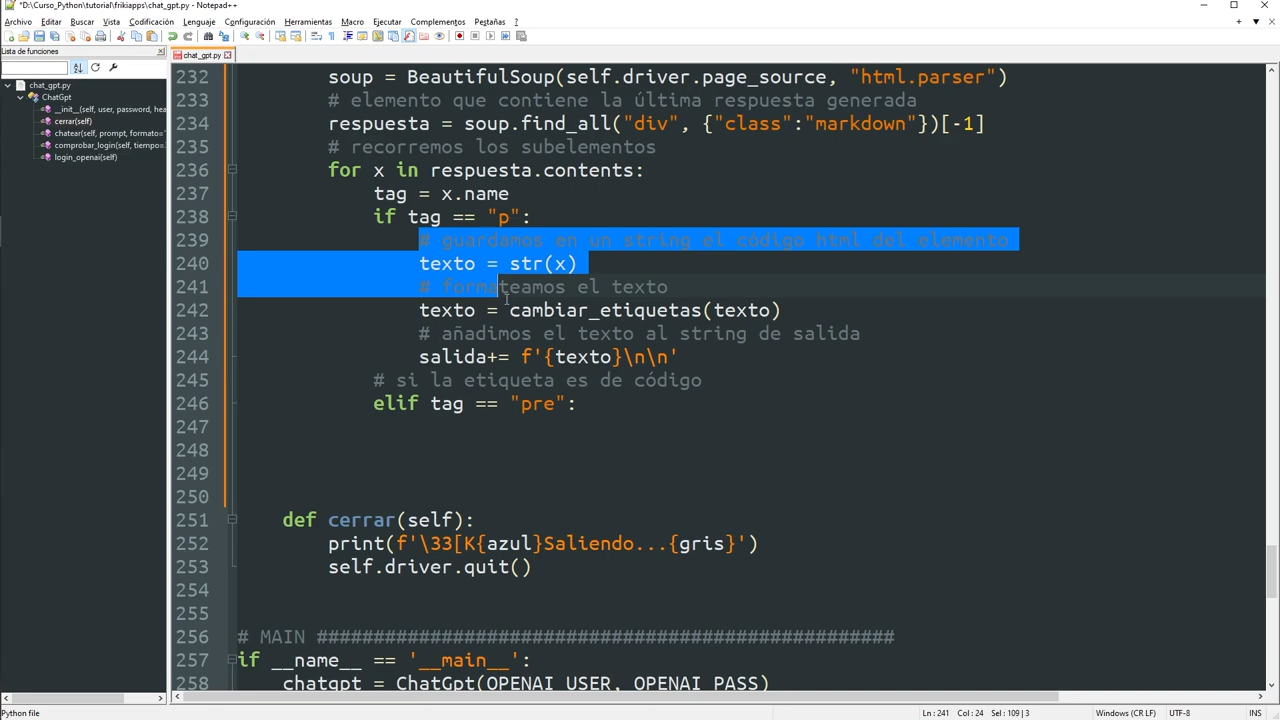 *D:\Curso_Python\tutorial\frikiapps\chat_gpt.py - Notepad++
Archivo Editar Buscar Vista Codificación Lenguaje Configuración Herramientas Macro Ejecutar Complementos Pestañas ?
Lista de funciones
chat_gpt.py
chat_gpt.py
ChatGpt
__init__(self, user, password, hea
cerrar(self)
chatear(self, prompt, formato='
comprobar_login(self, tiempo=
login_openai(self)
232 soup = BeautifulSoup(self.driver.page_source, "html.parser")
233 # elemento que contiene la última respuesta generada
234 respuesta = soup.find_all("div", {"class":"markdown"})[-1]
235 # recorremos los subelementos
236 for x in respuesta.contents:
237 tag = x.name
238 if tag == "p":
239 # guardamos en un string el código html del elemento
240 texto = str(x)
241 # formateamos el texto
242 texto = cambiar_etiquetas(texto)
243 # añadimos el texto al string de salida
244 salida+= f'{texto}\n\n'
245 # si la etiqueta es de código
246 elif tag == "pre":
247
248
249
250
251 def cerrar(self):
252 print(f'\33[K{azul}Saliendo...{gris}')
253 self.driver.quit()
254
255
256 # MAIN ###################################################
257 if __name__ == '__main__':
258 chatgpt = ChatGpt(OPENAI_USER, OPENAI_PASS)
Python file
Ln : 241 Col : 24 Sel : 109 | 3
Windows (CR LF)
UTF-8
INS